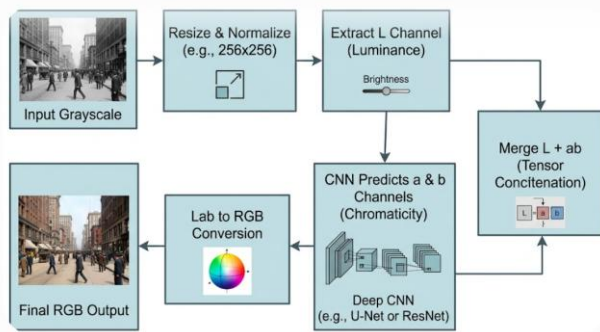 Input Grayscale
Resize & Normalize
(e.g., 256x256)
Extract L Channel
(Luminance)
Brightness
Merge L + ab
(Tensor
Concítenation)
L
a
b
CNN Predicts a & b
Channels
(Chromaticity)
Deep CNN
(e.g., U-Net or ResNet)
Lab to RGB
Conversion
Final RGB Output